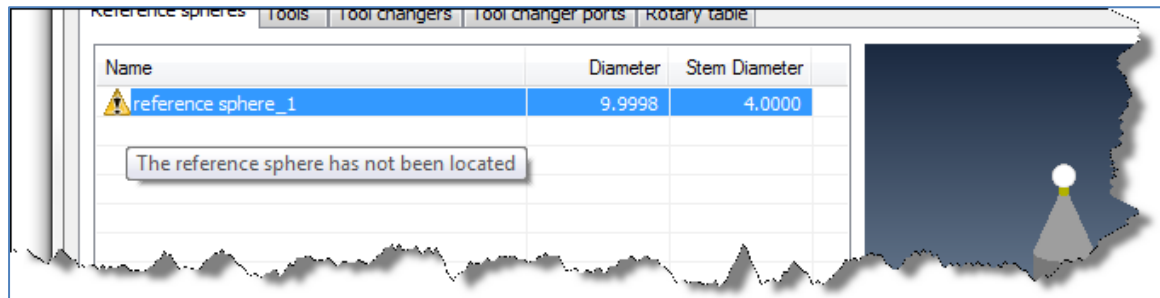 Reference spheres Tools Tool changers Tool changer ports Rotary table
Name Diameter Stem Diameter
reference sphere_1 9.9998 4.0000
The reference sphere has not been located